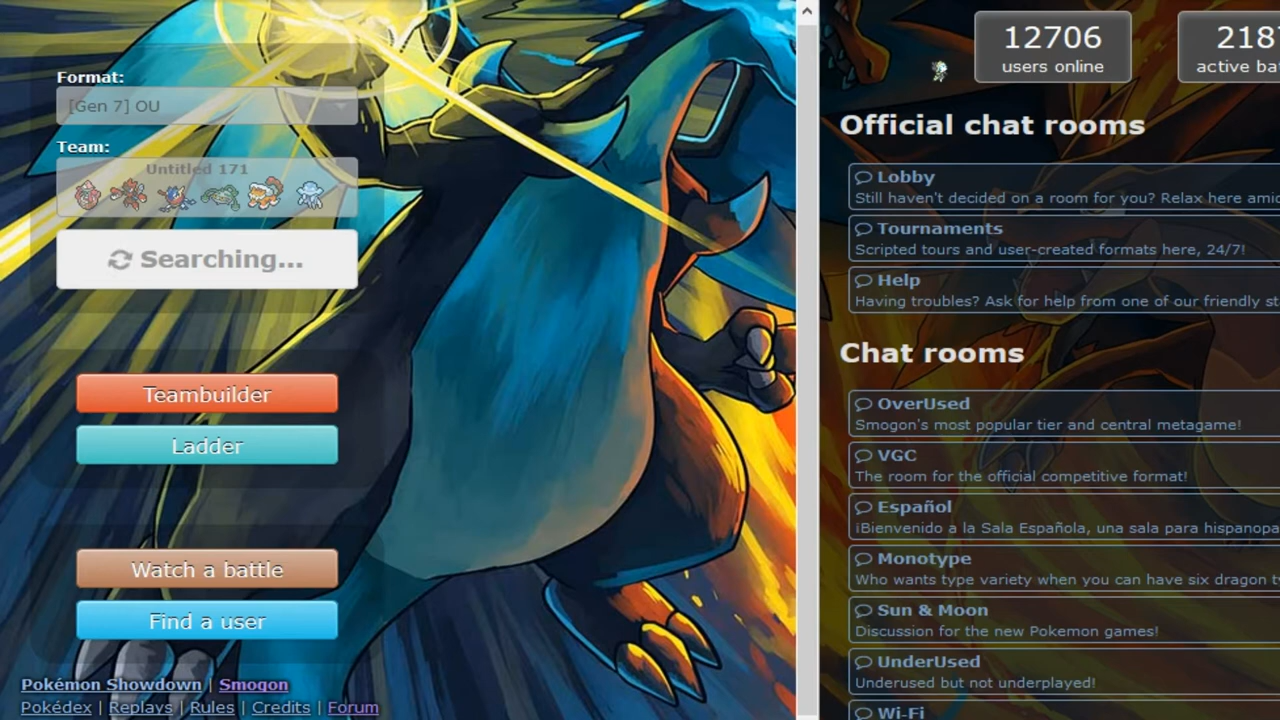 Format:
[Gen 7] OU
Team:
Untitled 171
Searching...
Teambuilder
Ladder
Watch a battle
Find a user
Pokémon Showdown | Smogon
Pokédex | Replays | Rules | Credits | Forum
12706
users online
218
active bat
Official chat rooms
Lobby
Still haven't decided on a room for you? Relax here amid
Tournaments
Scripted tours and user-created formats here, 24/7!
Help
Having troubles? Ask for help from one of our friendly st
Chat rooms
OverUsed
Smogon's most popular tier and central metagame!
VGC
The room for the official competitive format!
Español
¡Bienvenido a la Sala Española, una sala para hispanopa
Monotype
Who wants type variety when you can have six dragon t
Sun & Moon
Discussion for the new Pokemon games!
UnderUsed
Underused but not underplayed!
Wi-Fi